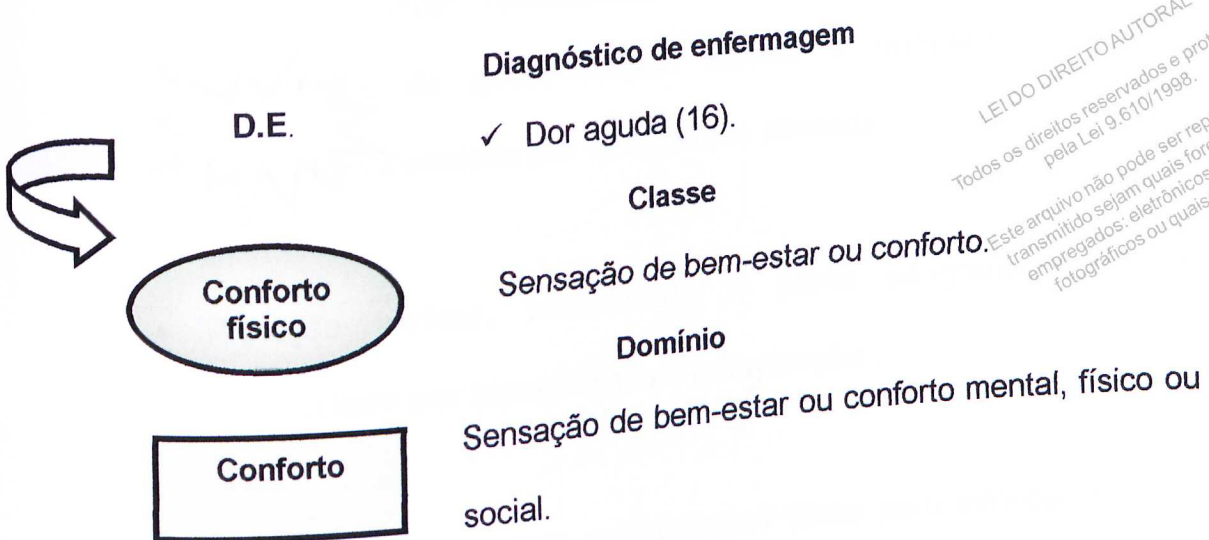 Diagnóstico de enfermagem
D.E.
✓ Dor aguda (16).
Classe
Conforto
físico
Sensação de bem-estar ou conforto.
Domínio
Conforto
Sensação de bem-estar ou conforto mental, físico ou
social.
LEI DO DIREITO AUTORAL
Todos os direitos reservados e
pela Lei 9.610/1998.
Este arquivo não pode ser
transmitido sejam quais
empregados: eletrônicos
fotográficos ou quais